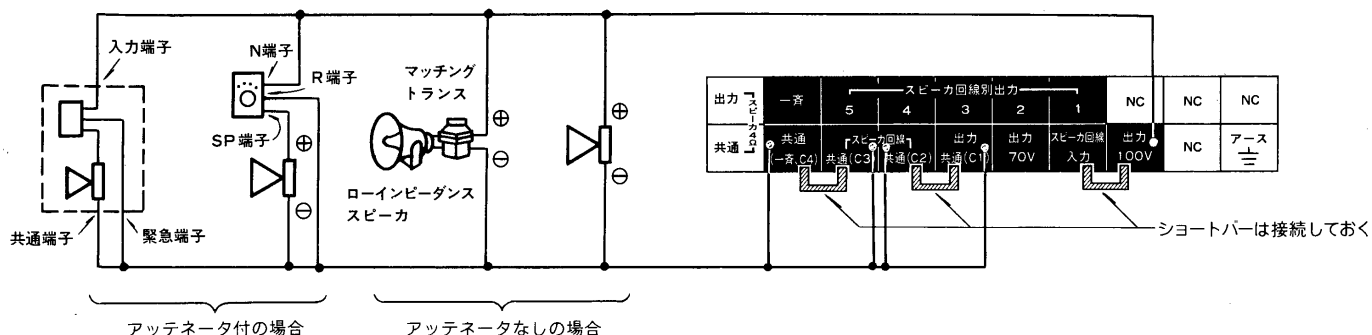 入力端子
N端子
R端子
SP端子
共通端子
緊急端子
マッチング
トランス
ローインピーダンス
スピーカ
⊕
⊖
⊕
⊖
⊕
⊖
アッテネータ付の場合
アッテネータなしの場合
出力
共通
スピーカ4Ω
一斉
スピーカ回線別出力
5 4 3 2 1
NC NC NC
共通
(一斉、C4)
スピーカ回線
共通(C3) 共通(C2)
出力
共通(C1)
出力
70V
スピーカ回線
入力
出力
100V
NC
アース
ショートバーは接続しておく